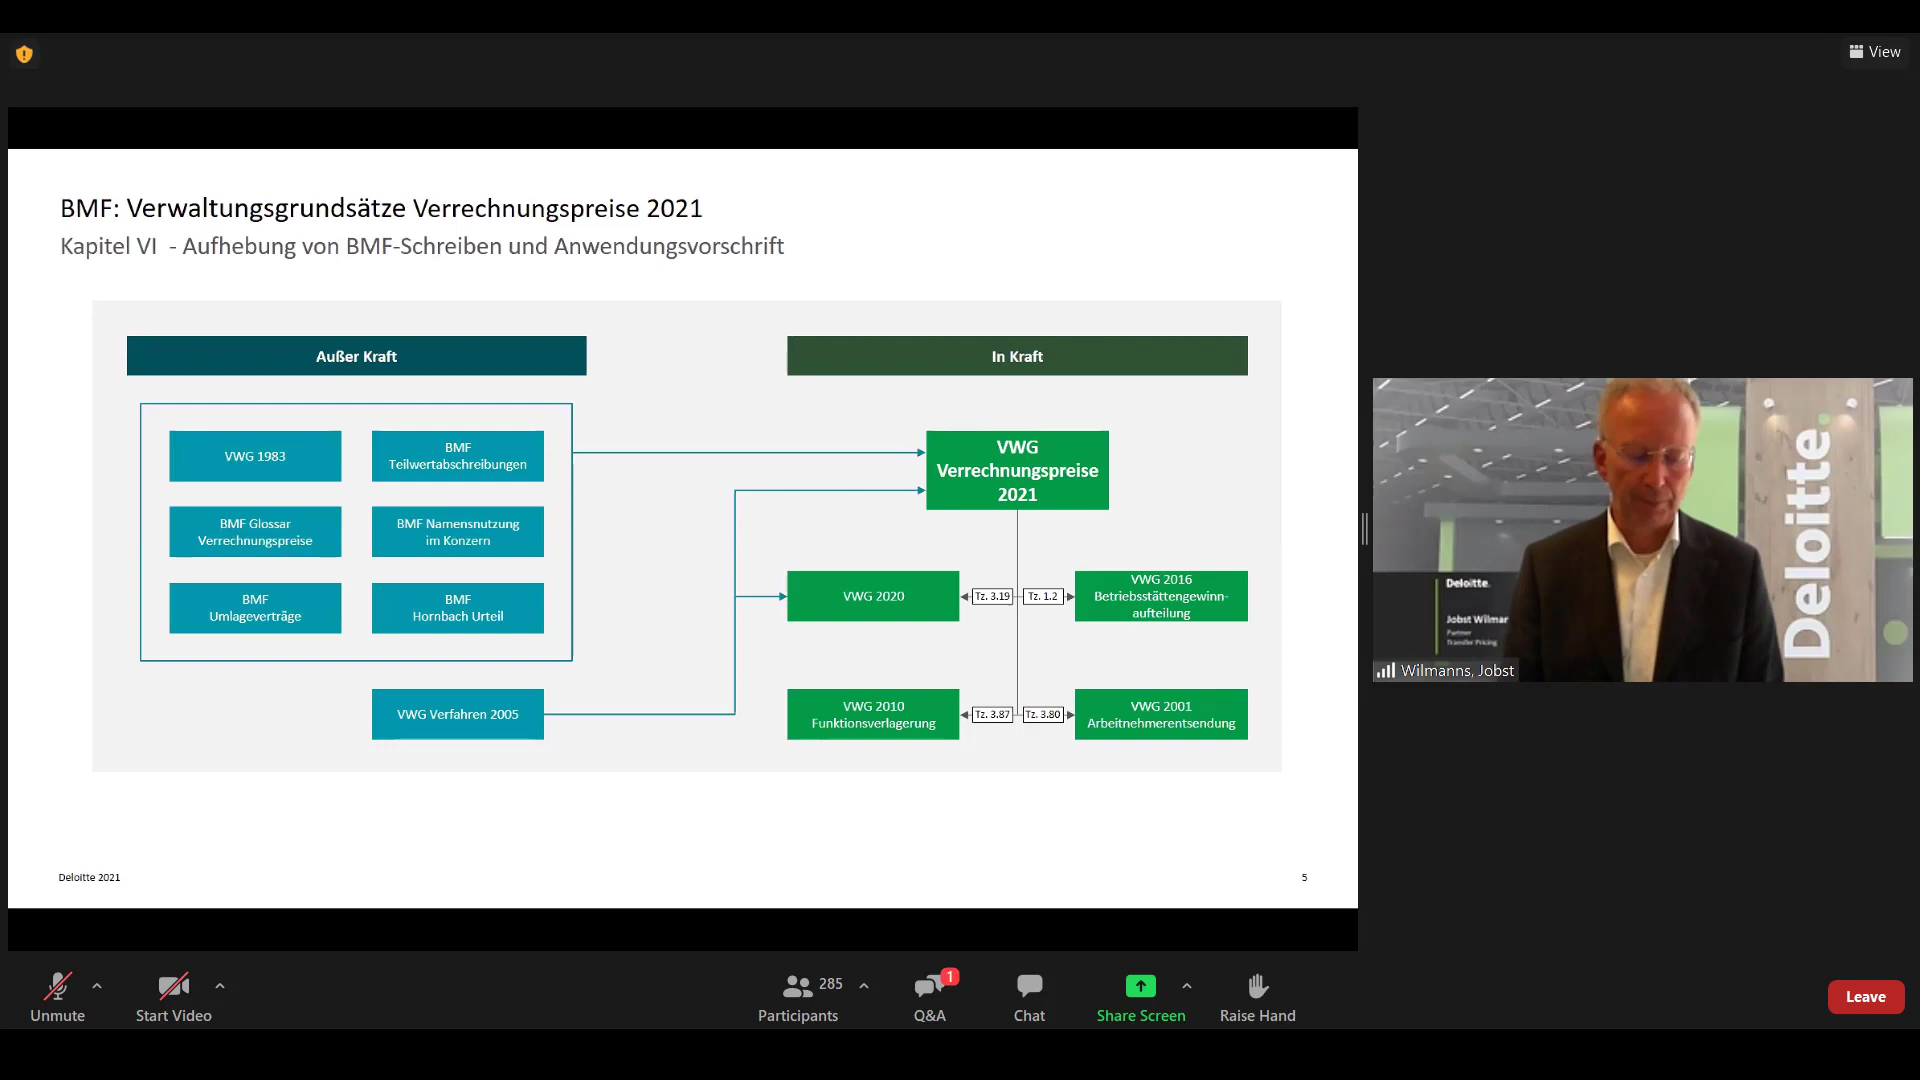 View
BMF: Verwaltungsgrundsätze Verrechnungspreise 2021
Kapitel VI - Aufhebung von BMF-Schreiben und Anwendungsvorschrift
Außer Kraft
In Kraft
VWG 1983
BMF
Teilwertabschreibungen
BMF Glossar
Verrechnungspreise
BMF Namensnutzung
im Konzern
BMF
Umlageverträge
BMF
Hornbach Urteil
VWG Verfahren 2005
VWG
Verrechnungspreise
2021
VWG 2020
Tz. 3.19
Tz. 1.2
VWG 2016
Betriebsstättengewinn-
aufteilung
VWG 2010
Funktionsverlagerung
Tz. 3.87
Tz. 3.80
VWG 2001
Arbeitnehmerentsendung
Deloitte 2021
5
Deloitte.
Deloitte.
Jobst Wilmar
Partner
Transfer Pricing
Wilmanns, Jobst
Unmute
Start Video
285
Participants
1
Q&A
Chat
Share Screen
Raise Hand
Leave